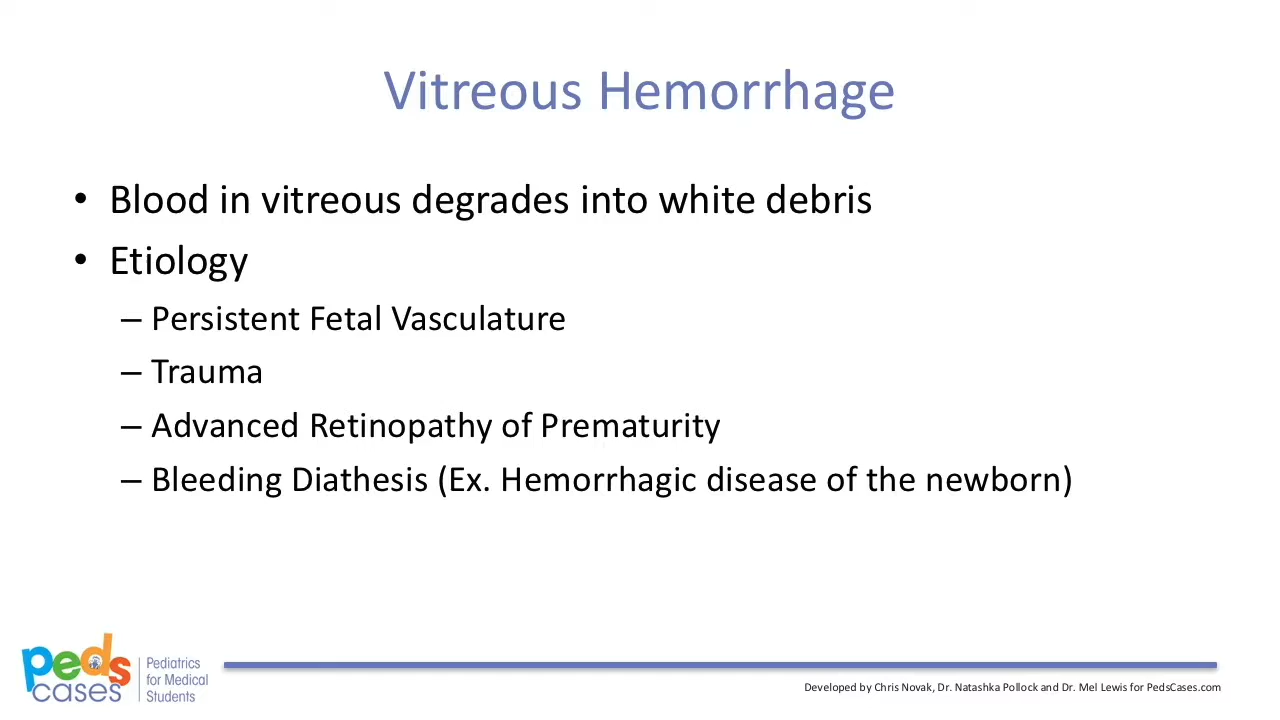 Vitreous Hemorrhage
• Blood in vitreous degrades into white debris
• Etiology
– Persistent Fetal Vasculature
– Trauma
– Advanced Retinopathy of Prematurity
– Bleeding Diathesis (Ex. Hemorrhagic disease of the newborn)
peds
cases
Pediatrics
for Medical
Students
Developed by Chris Novak, Dr. Natashka Pollock and Dr. Mel Lewis for PedsCases.com